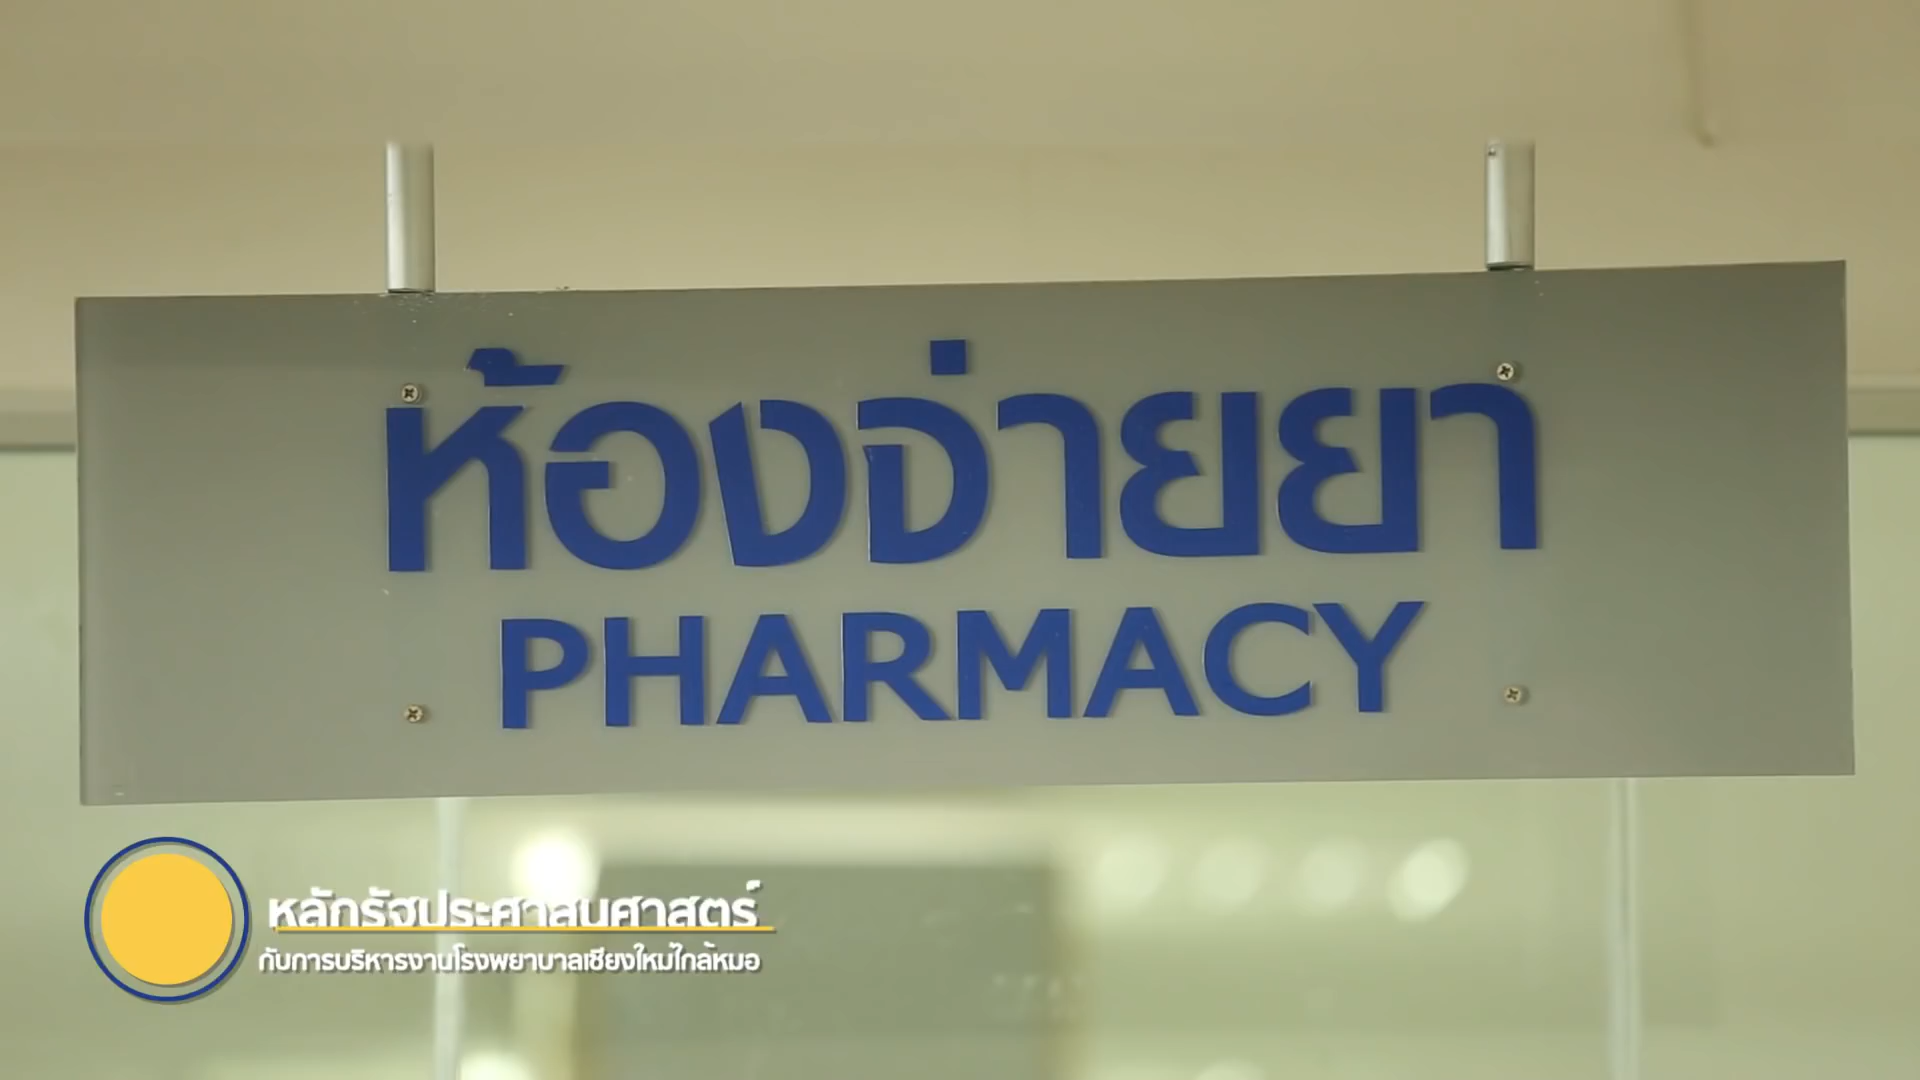 ห้องจ่ายยา
PHARMACY
หลักรัฐประศาสนศาสตร์
กับการบริหารงานโรงพยาบาลเชียงใหม่ใกล้หมอ